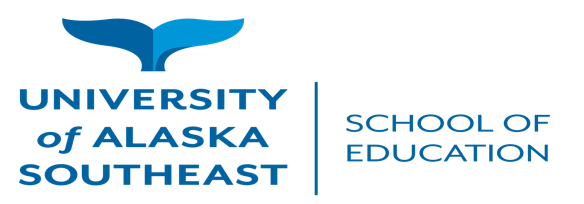 UNIVERSITY
of ALASKA
SOUTHEAST
SCHOOL OF
EDUCATION